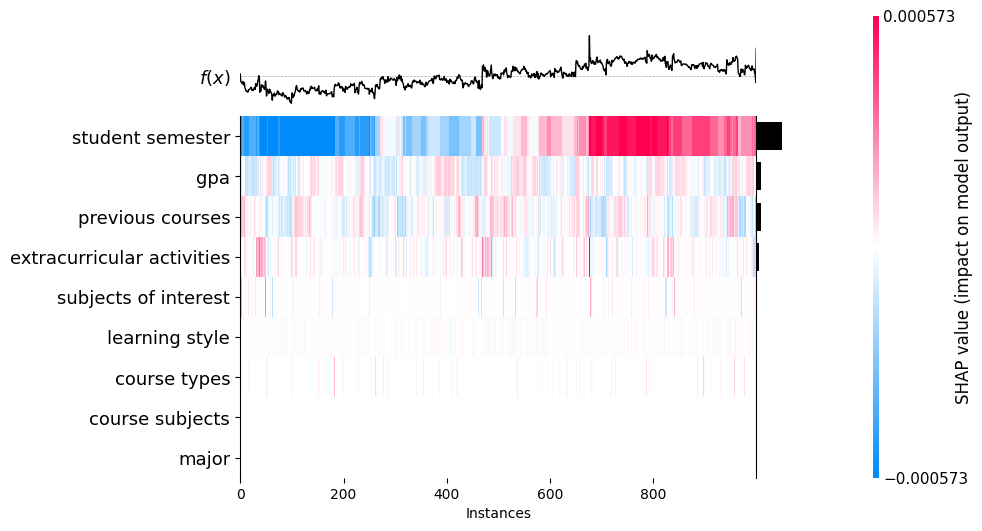 0.000573
f(x)
student semester
gpa
previous courses
extracurricular activities
subjects of interest
learning style
course types
course subjects
major
0 200 400 600 800
Instances
SHAP value (impact on model output)
−0.000573